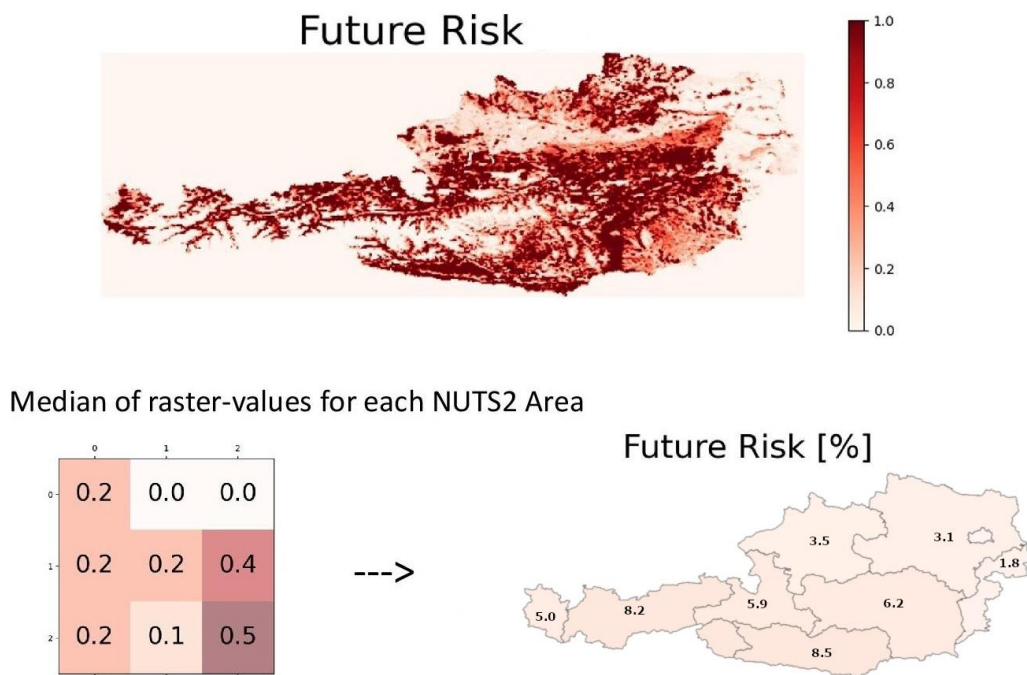 Future Risk
1.0
0.8
0.6
0.4
0.2
0.0
Median of raster-values for each NUTS2 Area
0 1 2
0 0.2 0.0 0.0
1 0.2 0.2 0.4
2 0.2 0.1 0.5
--->
Future Risk [%]
3.5 3.1
1.8
5.0 8.2 5.9 6.2
8.5